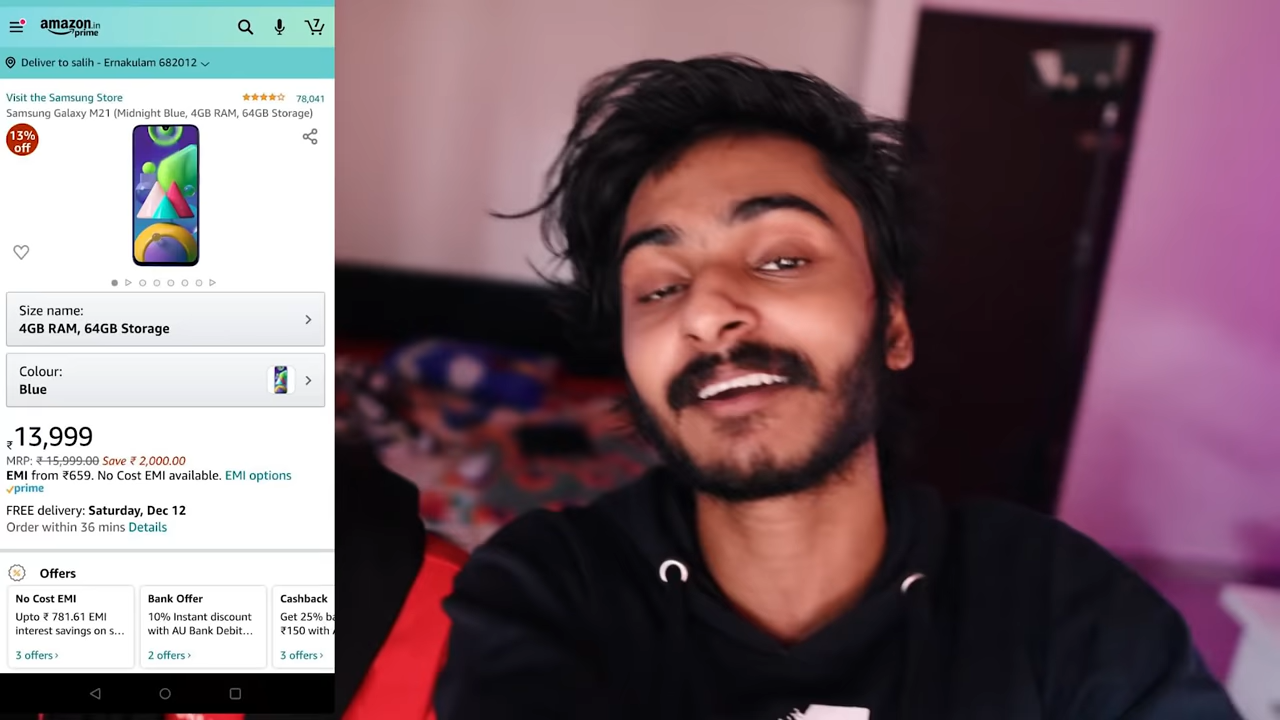 amazon.in
prime
7
Deliver to salih - Ernakulam 682012
Visit the Samsung Store
78,041
Samsung Galaxy M21 (Midnight Blue, 4GB RAM, 64GB Storage)
13%
off
Size name:
4GB RAM, 64GB Storage
Colour:
Blue
₹13,999
MRP: ₹ 15,999.00 Save ₹ 2,000.00
EMI from ₹659. No Cost EMI available. EMI options
prime
FREE delivery: Saturday, Dec 12
Order within 36 mins Details
Offers
No Cost EMI
Upto ₹ 781.61 EMI
interest savings on s...
3 offers›
Bank Offer
10% Instant discount
with AU Bank Debit...
2 offers›
Cashback
Get 25% ba
₹150 with
3 offers›